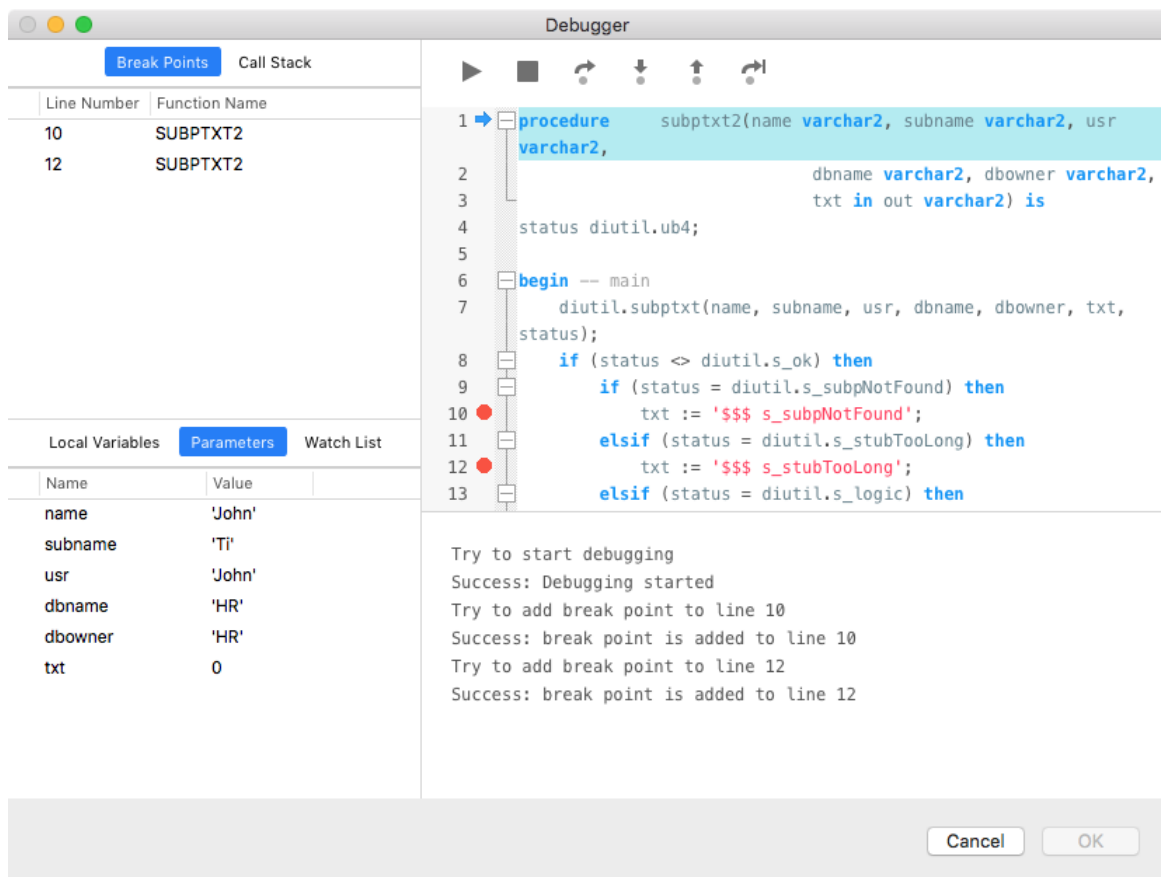 Debugger
Break Points Call Stack
Line Number Function Name
10 SUBPTXT2
12 SUBPTXT2
Local Variables Parameters Watch List
Name Value
name 'John'
subname 'Ti'
usr 'John'
dbname 'HR'
dbowner 'HR'
txt 0
1 procedure subptxt2(name varchar2, subname varchar2, usr
varchar2,
2 dbname varchar2, dbowner varchar2,
3 txt in out varchar2) is
4 status diutil.ub4;
5
6 begin -- main
7 diutil.subptxt(name, subname, usr, dbname, dbowner, txt,
status);
8 if (status <> diutil.s_ok) then
9 if (status = diutil.s_subpNotFound) then
10 txt := '$$$ s_subpNotFound';
11 elsif (status = diutil.s_stubTooLong) then
12 txt := '$$$ s_stubTooLong';
13 elsif (status = diutil.s_logic) then
Try to start debugging
Success: Debugging started
Try to add break point to line 10
Success: break point is added to line 10
Try to add break point to line 12
Success: break point is added to line 12
Cancel OK